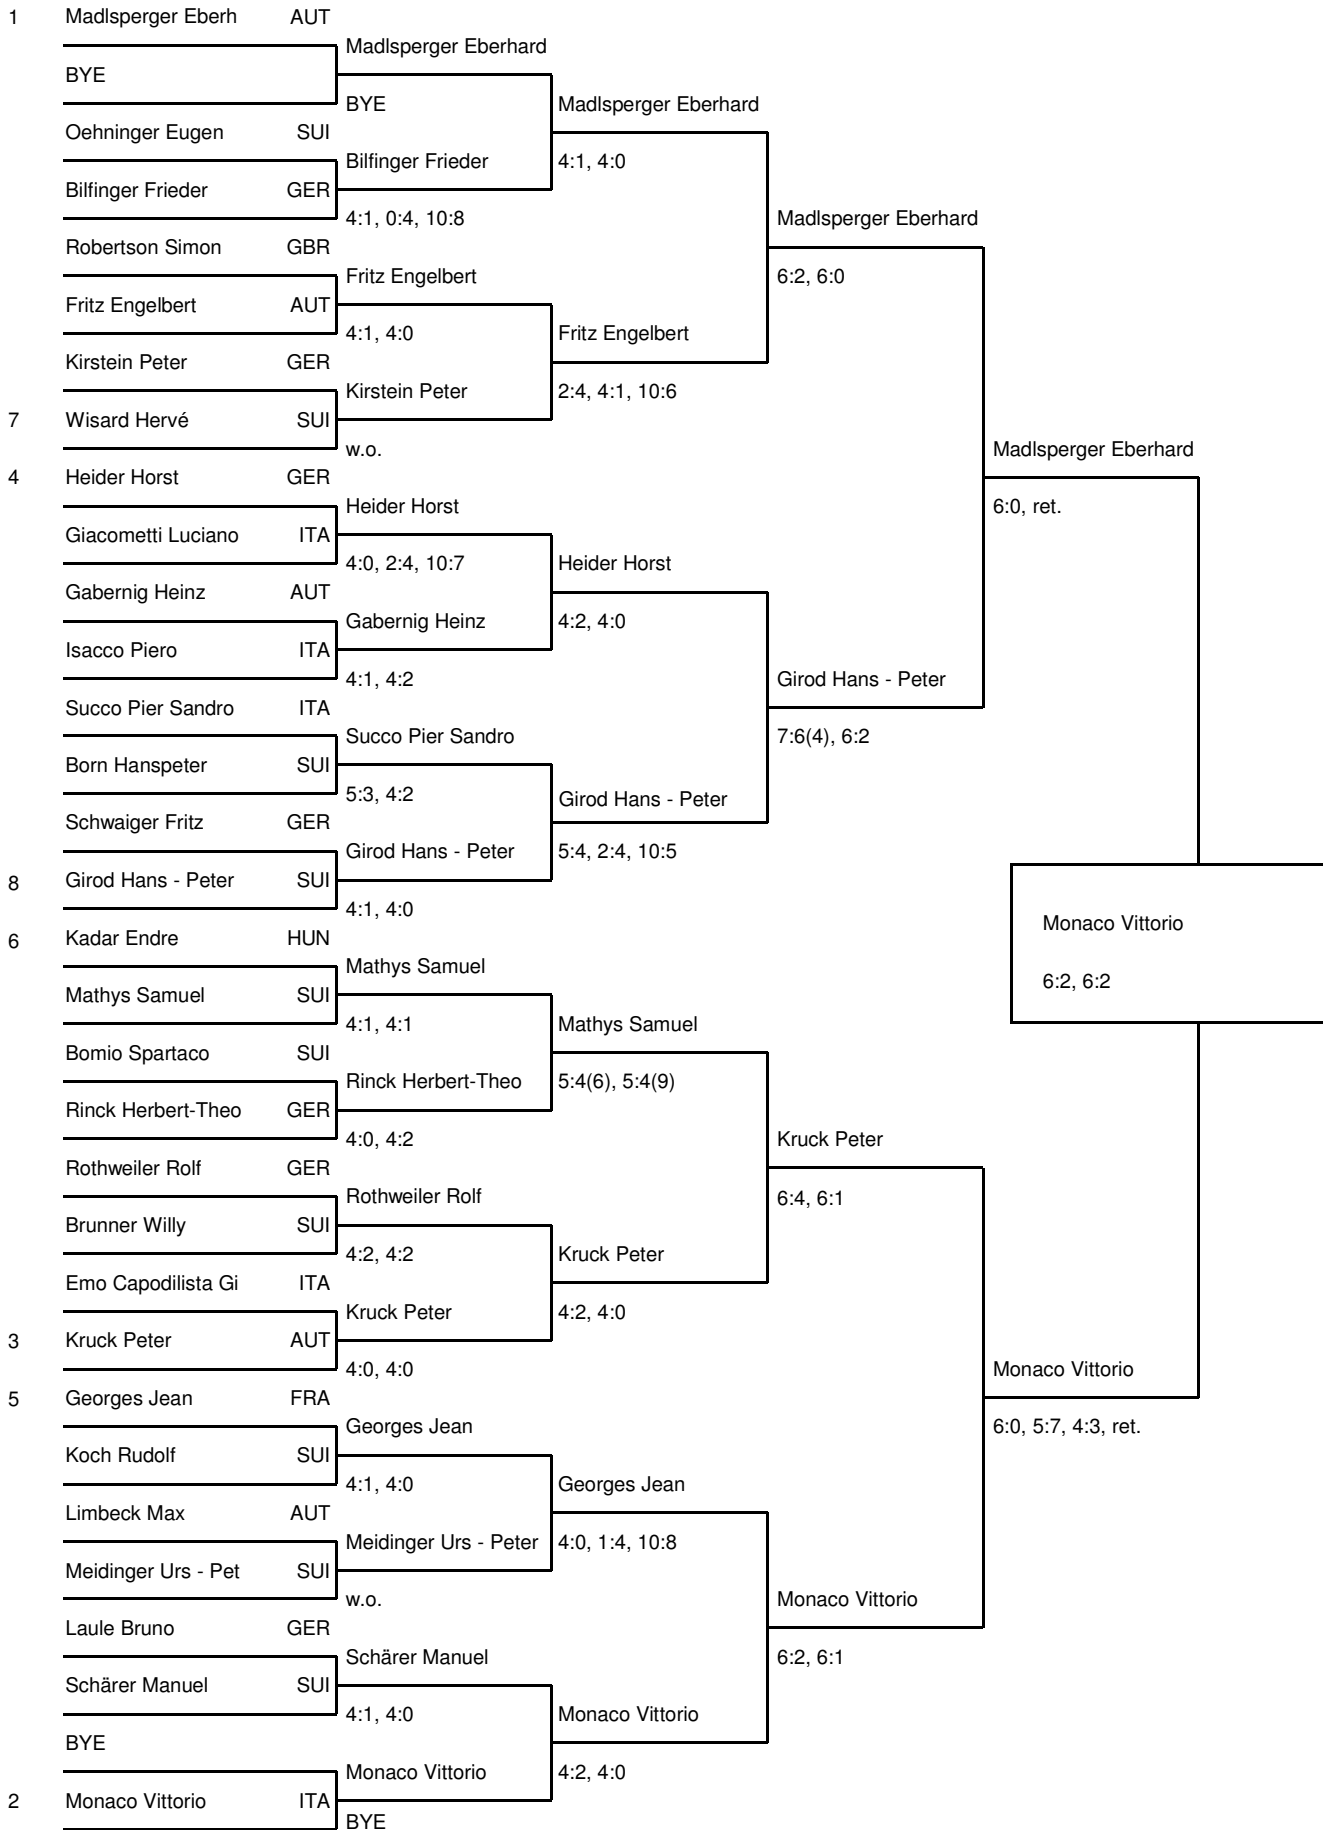 1 Madlsperger Eberh AUT
Madlsperger Eberhard
BYE
BYE Madlsperger Eberhard
Oehninger Eugen SUI
Bilfinger Frieder 4:1, 4:0
Bilfinger Frieder GER
4:1, 0:4, 10:8 Madlsperger Eberhard
Robertson Simon GBR
Fritz Engelbert 6:2, 6:0
Fritz Engelbert AUT
4:1, 4:0 Fritz Engelbert
Kirstein Peter GER
Kirstein Peter 2:4, 4:1, 10:6
7 Wisard Hervé SUI
w.o. Madlsperger Eberhard
4 Heider Horst GER
Heider Horst 6:0, ret.
Giacometti Luciano ITA
4:0, 2:4, 10:7 Heider Horst
Gabernig Heinz AUT
Gabernig Heinz 4:2, 4:0
Isacco Piero ITA
4:1, 4:2 Girod Hans - Peter
Succo Pier Sandro ITA
Succo Pier Sandro 7:6(4), 6:2
Born Hanspeter SUI
5:3, 4:2 Girod Hans - Peter
Schwaiger Fritz GER
Girod Hans - Peter 5:4, 2:4, 10:5
8 Girod Hans - Peter SUI
4:1, 4:0
Monaco Vittorio
6 Kadar Endre HUN
Mathys Samuel
6:2, 6:2
Mathys Samuel SUI
4:1, 4:1 Mathys Samuel
Bomio Spartaco SUI
Rinck Herbert-Theo 5:4(6), 5:4(9)
Rinck Herbert-Theo GER
4:0, 4:2 Kruck Peter
Rothweiler Rolf GER
Rothweiler Rolf 6:4, 6:1
Brunner Willy SUI
4:2, 4:2 Kruck Peter
Emo Capodilista Gi ITA
Kruck Peter 4:2, 4:0
3 Kruck Peter AUT
4:0, 4:0 Monaco Vittorio
5 Georges Jean FRA
Georges Jean 6:0, 5:7, 4:3, ret.
Koch Rudolf SUI
4:1, 4:0 Georges Jean
Limbeck Max AUT
Meidinger Urs - Peter 4:0, 1:4, 10:8
Meidinger Urs - Pet SUI
w.o. Monaco Vittorio
Laule Bruno GER
Schärer Manuel 6:2, 6:1
Schärer Manuel SUI
4:1, 4:0 Monaco Vittorio
BYE
Monaco Vittorio 4:2, 4:0
2 Monaco Vittorio ITA
BYE